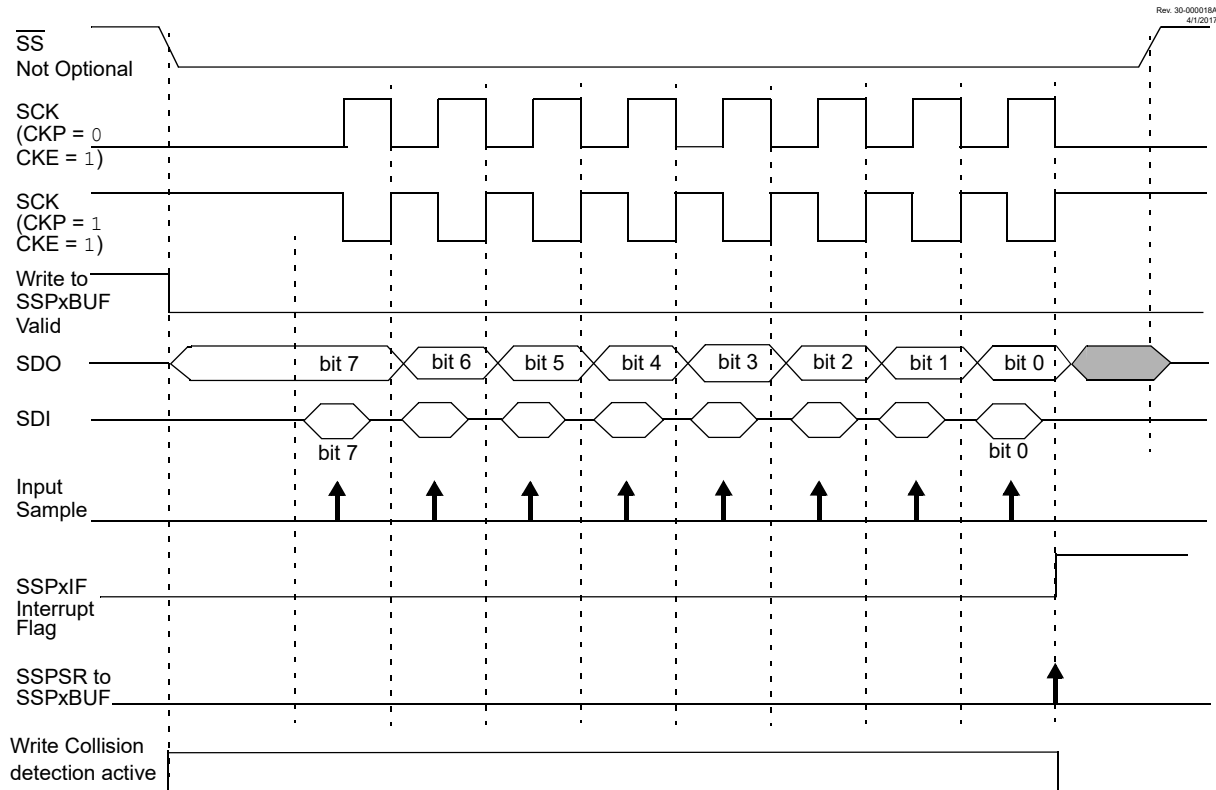 Rev. 30-000018A
4/1/2017
SS
Not Optional
SCK
(CKP = 0
CKE = 1)
SCK
(CKP = 1
CKE = 1)
Write to
SSPxBUF
Valid
SDO
bit 7
bit 6
bit 5
bit 4
bit 3
bit 2
bit 1
bit 0
SDI
bit 7
bit 0
Input
Sample
SSPxIF
Interrupt
Flag
SSPSR to
SSPxBUF
Write Collision
detection active